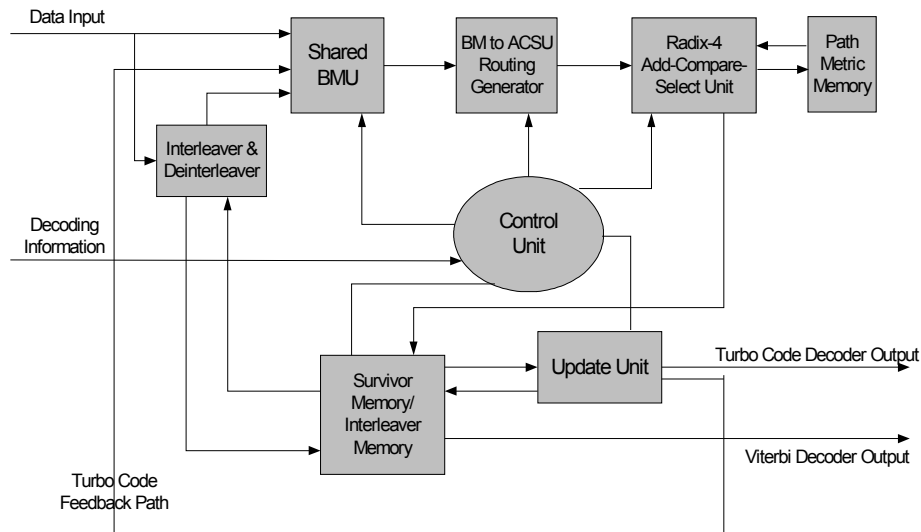 Data Input
Shared
BMU
BM to ACSU
Routing
Generator
Radix-4
Add-Compare-
Select Unit
Path
Metric
Memory
Interleaver &
Deinterleaver
Decoding
Information
Control
Unit
Survivor
Memory/
Interleaver
Memory
Update Unit
Turbo Code Decoder Output
Viterbi Decoder Output
Turbo Code
Feedback Path